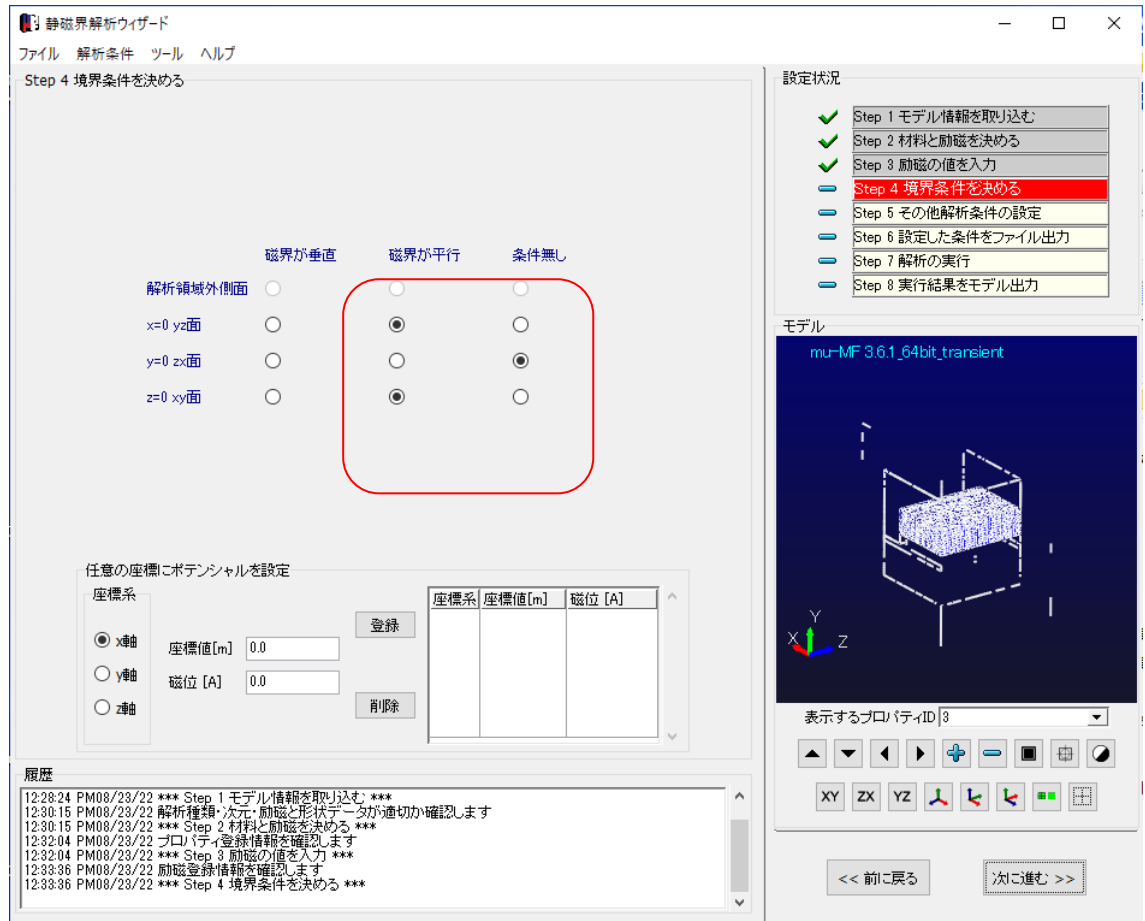 静磁界解析ウィザード
ファイル 解析条件 ツール ヘルプ
Step 4 境界条件を決める
磁界が垂直 磁界が平行 条件無し
解析領域外側面
x=0 yz面
y=0 zx面
z=0 xy面
任意の座標にポテンシャルを設定
座標系
x軸
y軸
z軸
座標値[m] 0.0
磁位 [A] 0.0
登録
削除
座標系 座標値[m] 磁位 [A]
履歴
12:28:24 PM08/23/22 *** Step 1 モデル情報を取り込む ***
12:30:15 PM08/23/22 解析種類・次元・励磁と形状データが適切か確認します
12:30:15 PM08/23/22 *** Step 2 材料と励磁を決める ***
12:32:04 PM08/23/22 プロパティ登録情報を確認します
12:32:04 PM08/23/22 *** Step 3 励磁の値を入力 ***
12:33:36 PM08/23/22 励磁登録情報を確認します
12:33:36 PM08/23/22 *** Step 4 境界条件を決める ***
設定状況
Step 1 モデル情報を取り込む
Step 2 材料と励磁を決める
Step 3 励磁の値を入力
Step 4 境界条件を決める
Step 5 その他解析条件の設定
Step 6 設定した条件をファイル出力
Step 7 解析の実行
Step 8 実行結果をモデル出力
モデル
mu-MF 3.6.1_64bit_transient
Y
X
Z
表示するプロパティID 3
XY ZX YZ
<< 前に戻る 次に進む >>